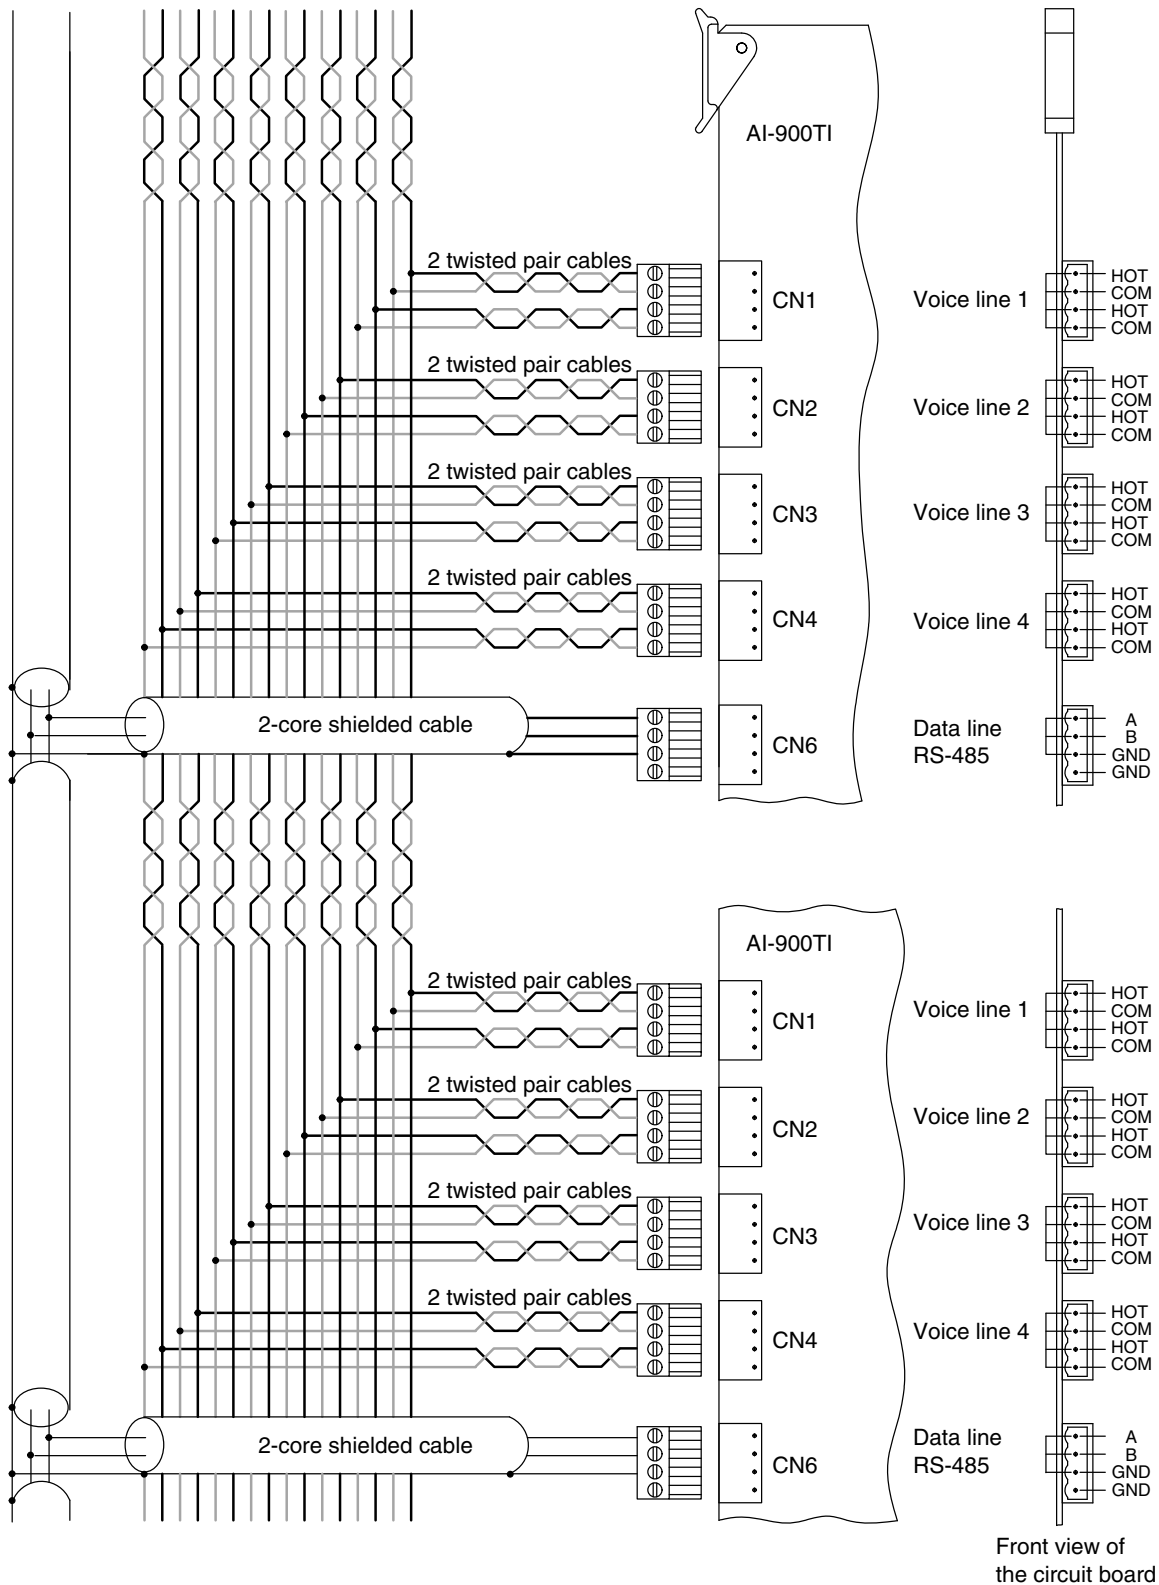 AI-900TI
2 twisted pair cables
CN1
Voice line 1
HOT
COM
HOT
COM
2 twisted pair cables
CN2
Voice line 2
HOT
COM
HOT
COM
2 twisted pair cables
CN3
Voice line 3
HOT
COM
HOT
COM
2 twisted pair cables
CN4
Voice line 4
HOT
COM
HOT
COM
2-core shielded cable
CN6
Data line
RS-485
A
B
GND
GND
AI-900TI
2 twisted pair cables
CN1
Voice line 1
HOT
COM
HOT
COM
2 twisted pair cables
CN2
Voice line 2
HOT
COM
HOT
COM
2 twisted pair cables
CN3
Voice line 3
HOT
COM
HOT
COM
2 twisted pair cables
CN4
Voice line 4
HOT
COM
HOT
COM
2-core shielded cable
CN6
Data line
RS-485
A
B
GND
GND
Front view of
the circuit board